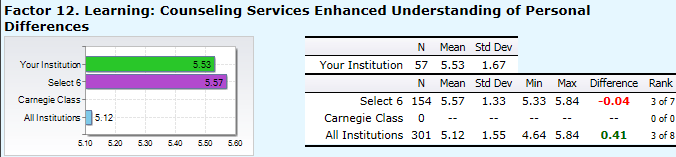 Factor 12. Learning: Counseling Services Enhanced Understanding of Personal
Differences
Your Institution 5.53
Select 6 5.57
Carnegie Class
All Institutions 5.12
5.10 5.20 5.30 5.40 5.50 5.60
N Mean Std Dev
Your Institution 57 5.53 1.67
N Mean Std Dev Min Max Difference Rank
Select 6 154 5.57 1.33 5.33 5.84 -0.04 3 of 7
Carnegie Class 0 -- -- -- -- -- 0 of 0
All Institutions 301 5.12 1.55 4.64 5.84 0.41 3 of 8